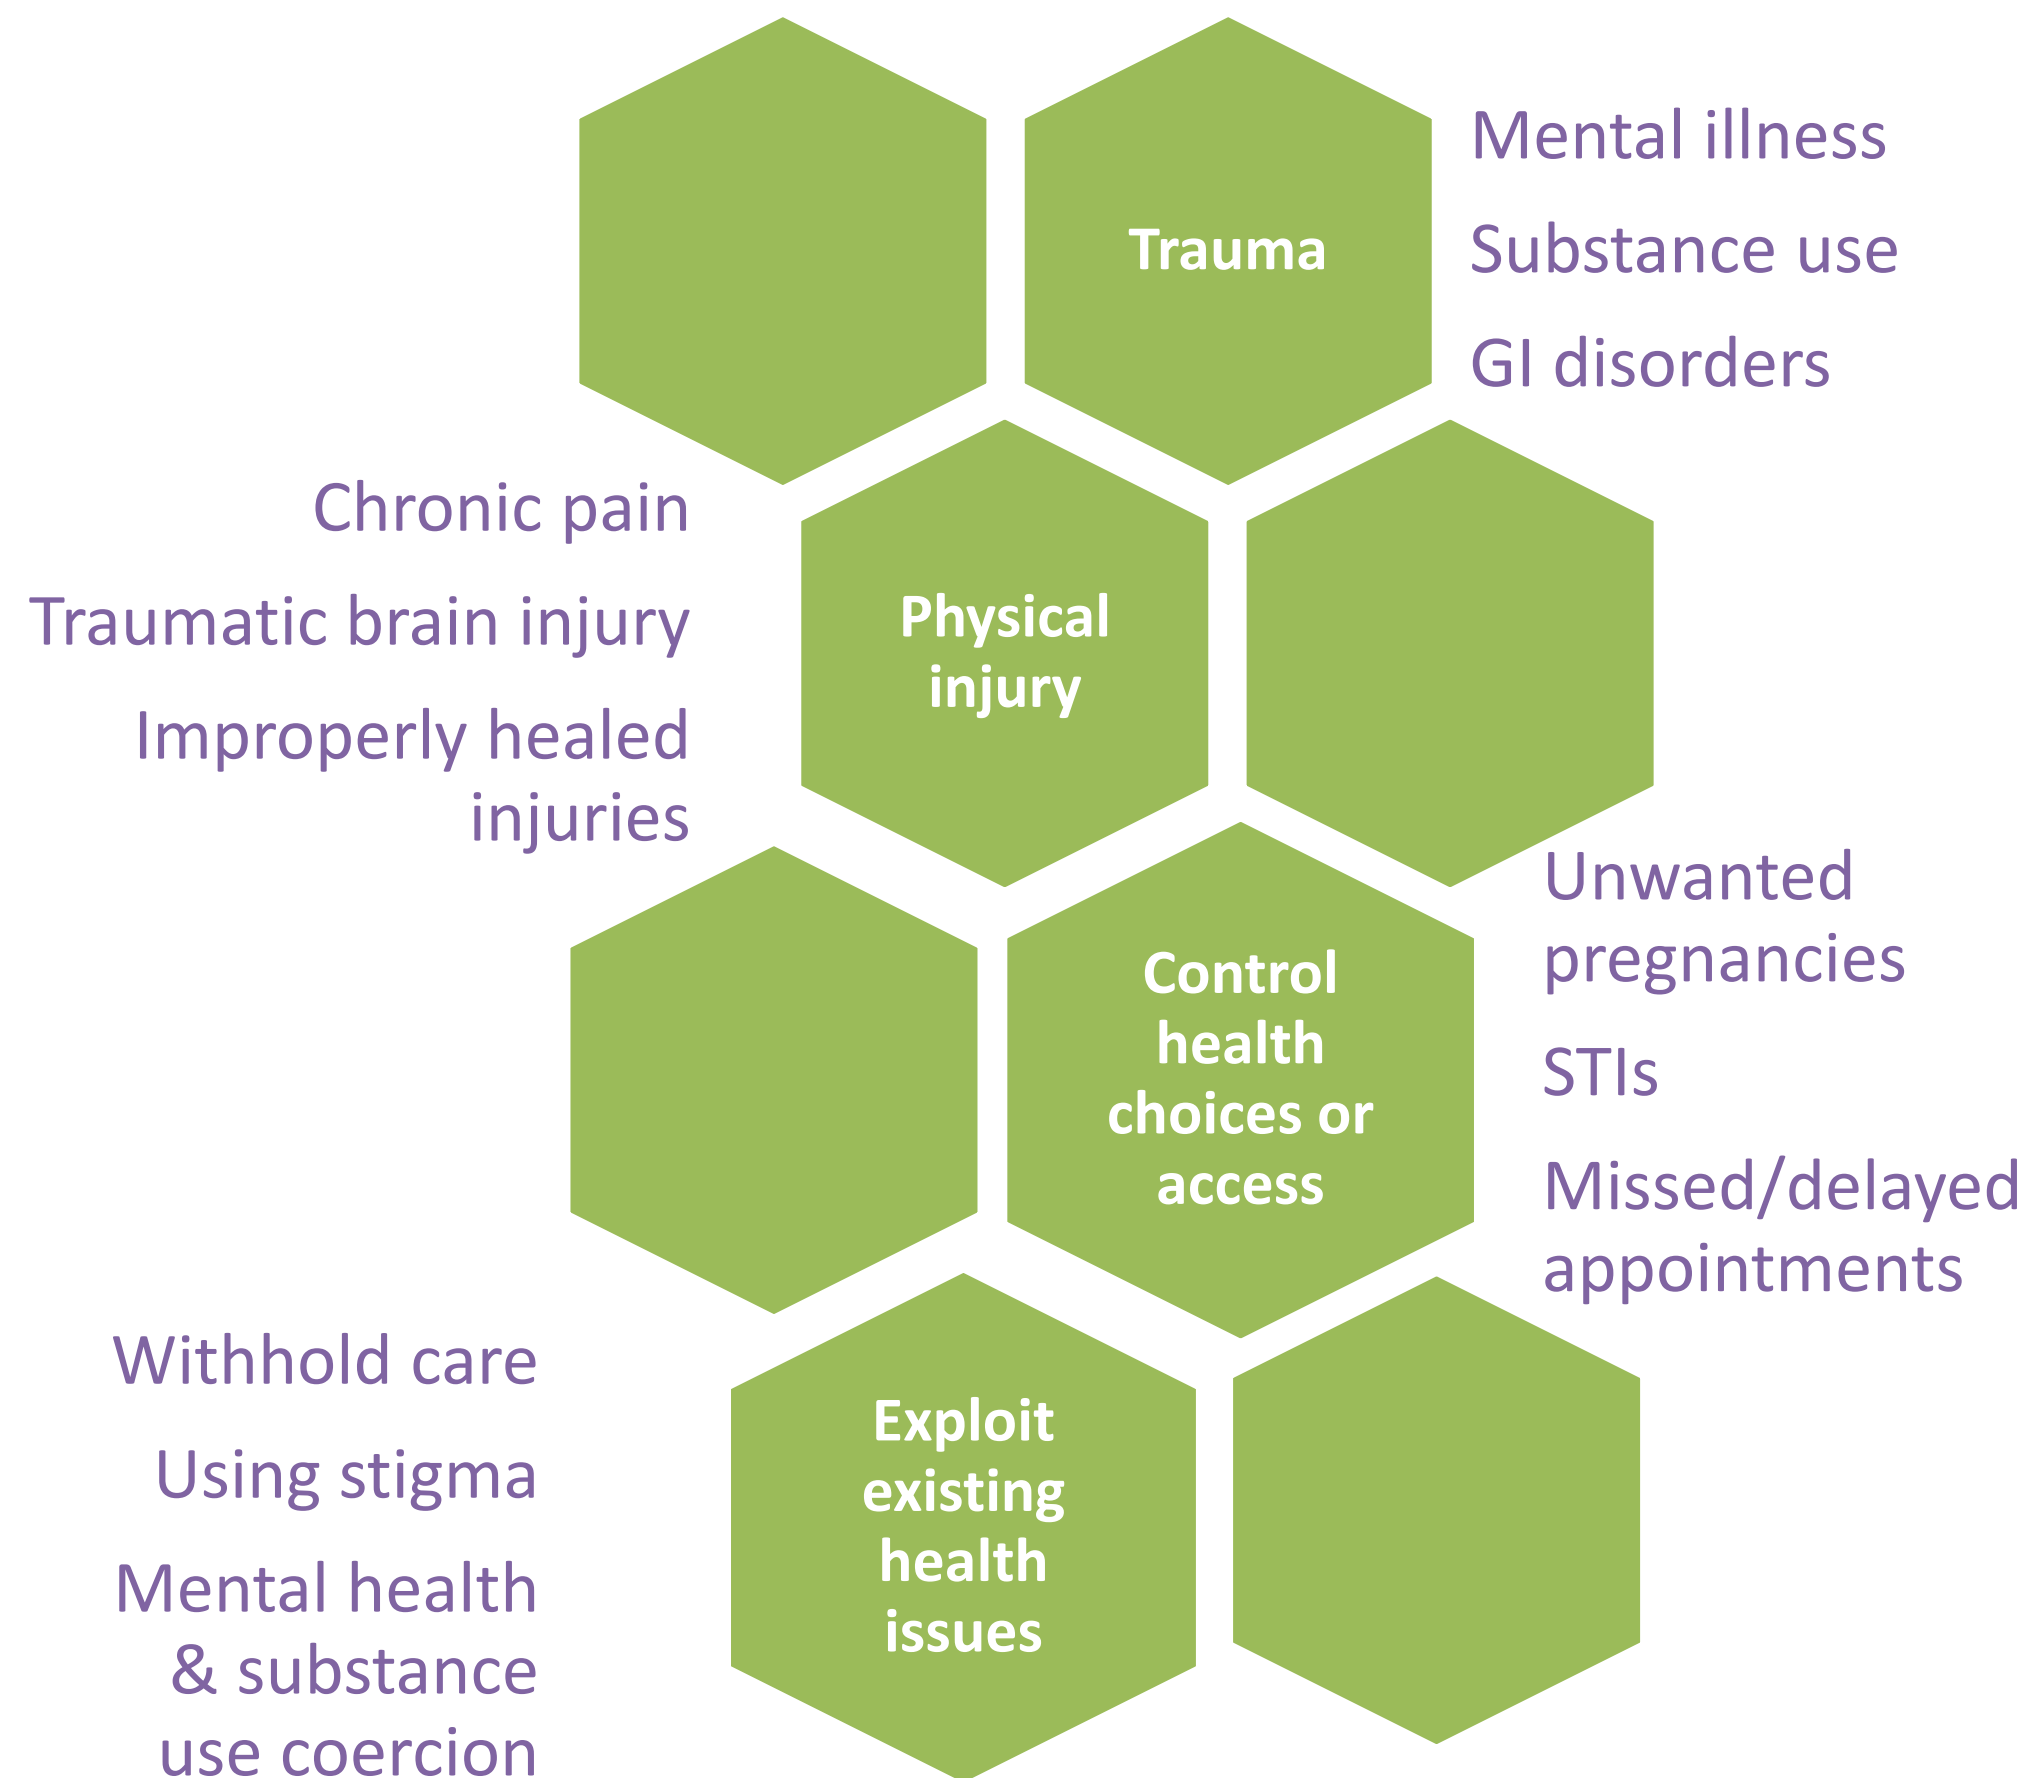 Trauma
Mental illness
Substance use
GI disorders
Chronic pain
Traumatic brain injury
Improperly healed
injuries
Physical
injury
Control
health
choices or
access
Unwanted
pregnancies
STIs
Missed/delayed
appointments
Withhold care
Using stigma
Mental health
& substance
use coercion
Exploit
existing
health
issues